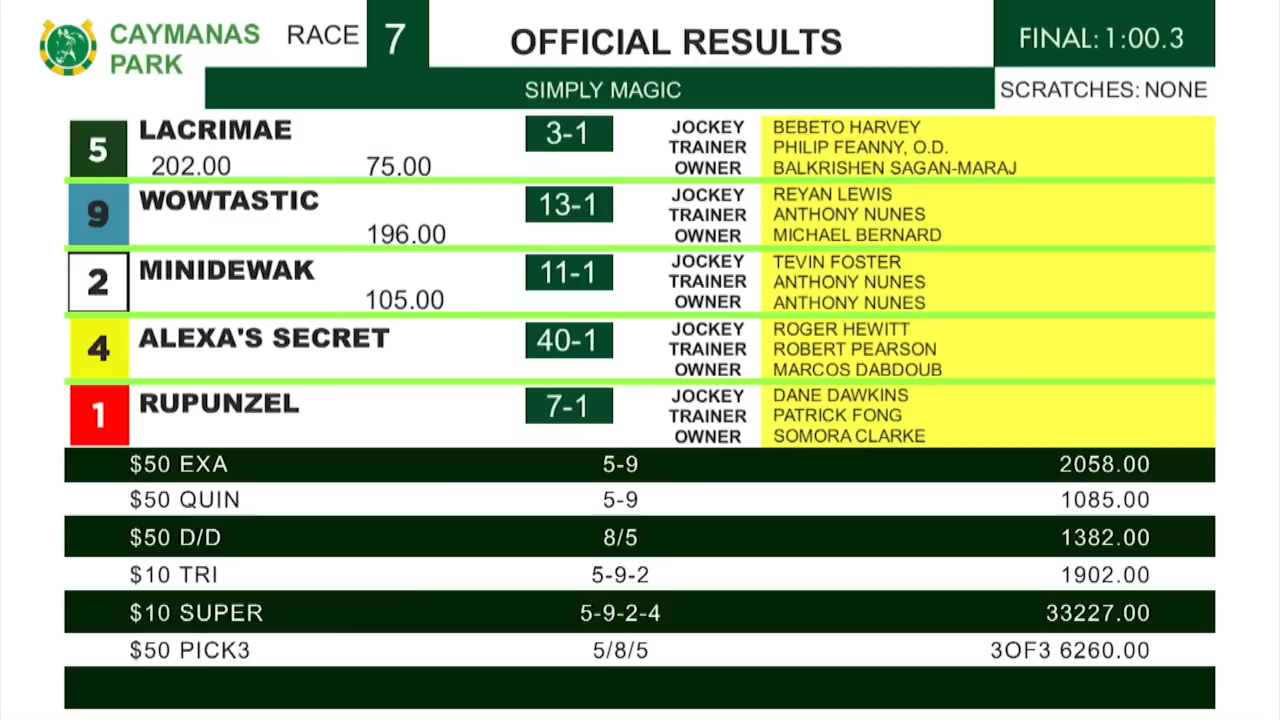 CAYMANAS PARK
RACE 7
OFFICIAL RESULTS
FINAL: 1:00.3
SIMPLY MAGIC
SCRATCHES: NONE
5 LACRIMAE 3-1 JOCKEY BEBETO HARVEY
TRAINER PHILIP FEANNY, O.D.
202.00 75.00 OWNER BALKRISHEN SAGAN-MARAJ
9 WOWTASTIC 13-1 JOCKEY REYAN LEWIS
TRAINER ANTHONY NUNES
196.00 OWNER MICHAEL BERNARD
2 MINIDEWAK 11-1 JOCKEY TEVIN FOSTER
TRAINER ANTHONY NUNES
105.00 OWNER ANTHONY NUNES
4 ALEXA'S SECRET 40-1 JOCKEY ROGER HEWITT
TRAINER ROBERT PEARSON
OWNER MARCOS DABDOUB
1 RUPUNZEL 7-1 JOCKEY DANE DAWKINS
TRAINER PATRICK FONG
OWNER SOMORA CLARKE
$50 EXA 5-9 2058.00
$50 QUIN 5-9 1085.00
$50 D/D 8/5 1382.00
$10 TRI 5-9-2 1902.00
$10 SUPER 5-9-2-4 33227.00
$50 PICK3 5/8/5 3OF3 6260.00